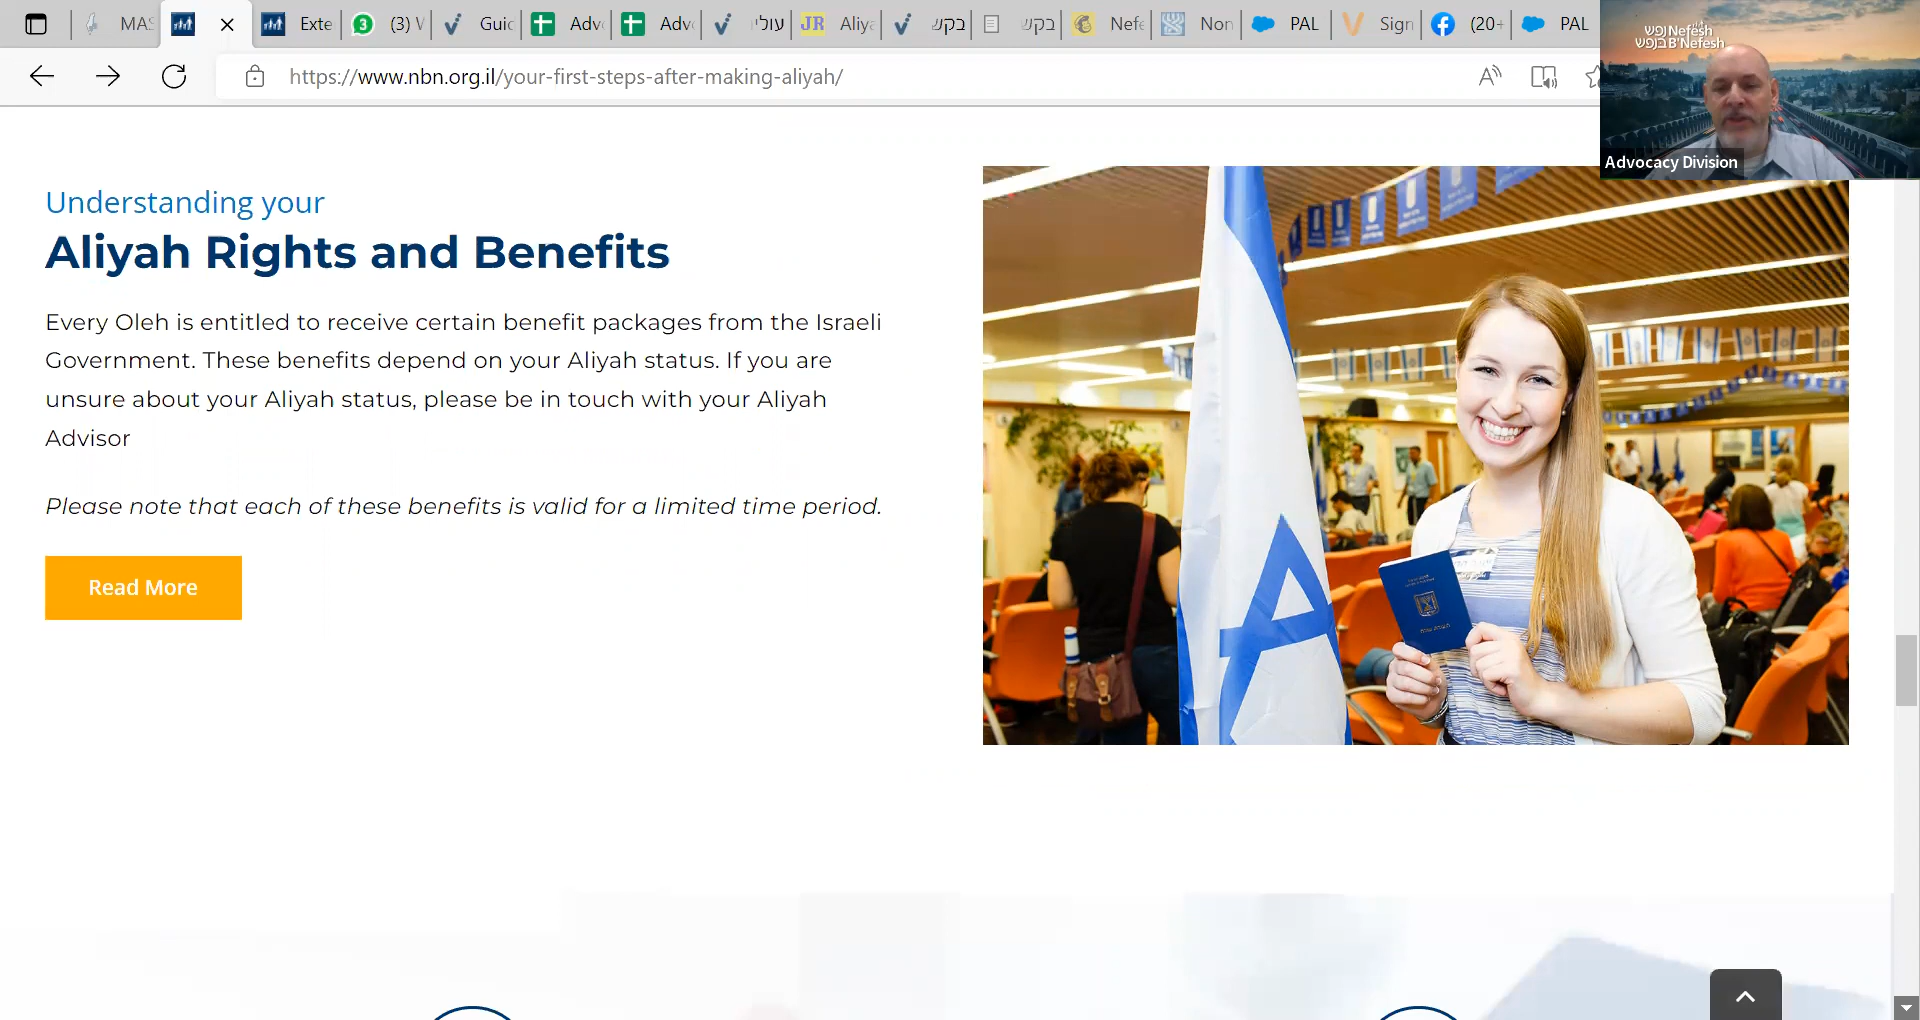 MAS
Exte
(3) V
Guid
Adv
Adv
עולי
JR Aliya
בקש
בקש
Nefe
Non
PAL
Sign
(20+
PAL
https://www.nbn.org.il/your-first-steps-after-making-aliyah/
נפש Nefesh
בנפש B'Nefesh
Advocacy Division
Understanding your
Aliyah Rights and Benefits
Every Oleh is entitled to receive certain benefit packages from the Israeli
Government. These benefits depend on your Aliyah status. If you are
unsure about your Aliyah status, please be in touch with your Aliyah
Advisor
Please note that each of these benefits is valid for a limited time period.
Read More